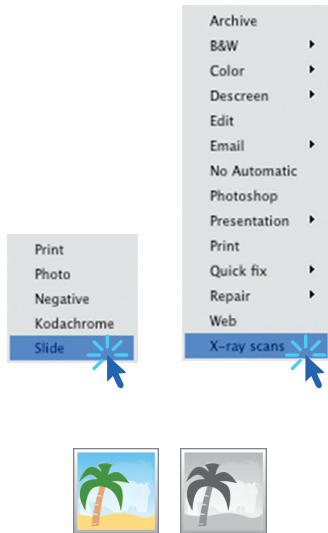 Print
Photo
Negative
Kodachrome
Slide
Archive
B&W
Color
Descreen
Edit
Email
No Automatic
Photoshop
Presentation
Print
Quick fix
Repair
Web
X-ray scans